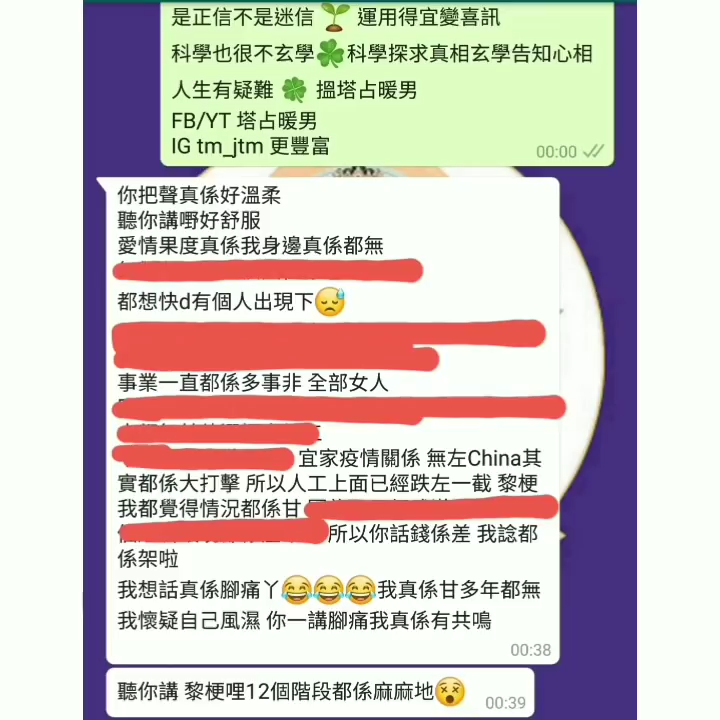 是正信不是迷信🌱 運用得宜變喜訊
科學也很不玄學🍀科學探求真相玄學告知心相
人生有疑難 🍀 搵塔占暖男
FB/YT 塔占暖男
IG tm_jtm 更豐富
00:00
你把聲真係好溫柔
聽你講嘢好舒服
愛情果度真係我身邊真係都無
都想快d有個人出現下😥
事業一直都係多事非 全部女人
宜家疫情關係 無左China其
實都係大打擊 所以人工上面已經跌左一截 黎梗
我都覺得情況都係甘
所以你話錢係差 我諗都
係架啦
我想話真係腳痛丫😂😂😂我真係甘多年都無
我懷疑自己風濕 你一講腳痛我真係有共鳴
00:38
聽你講 黎梗哩12個階段都係麻麻地😵
00:39